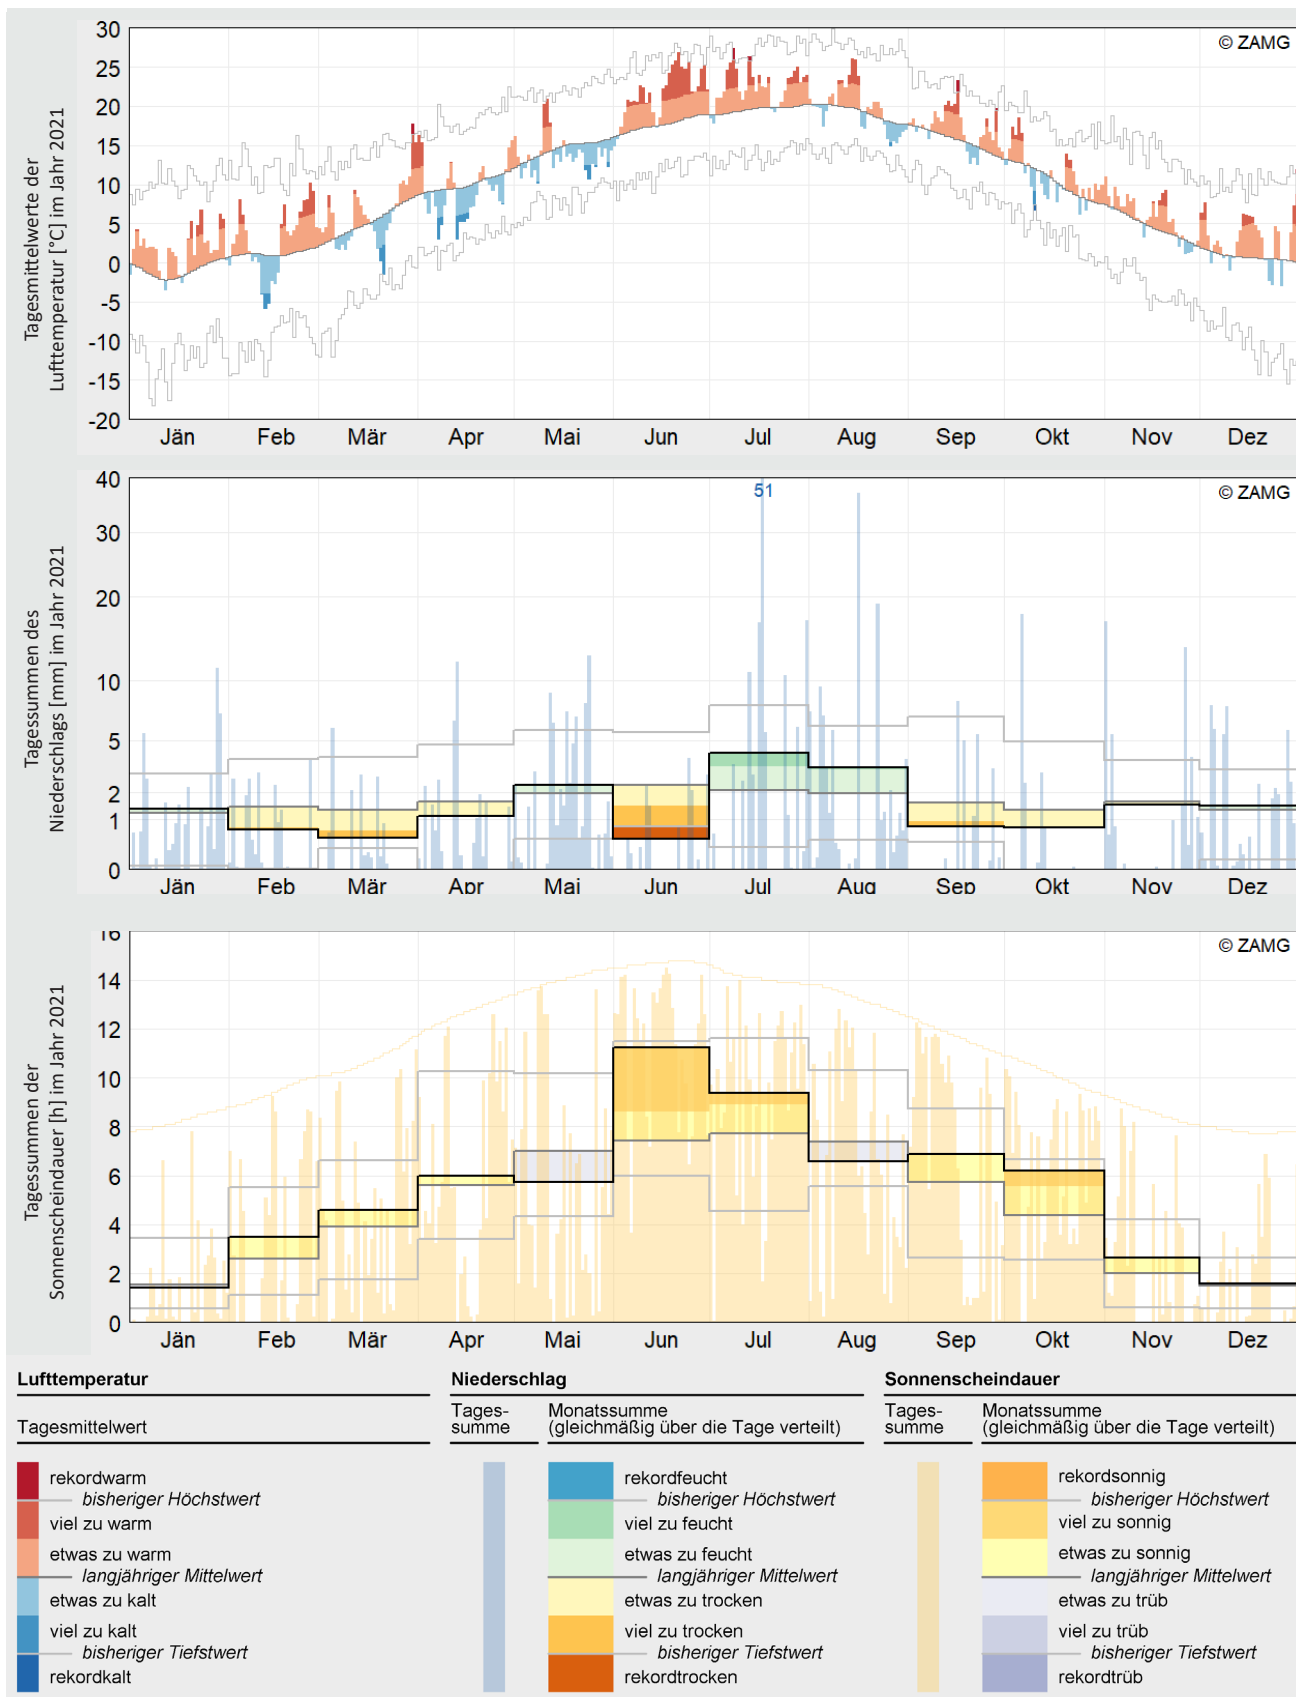 Tagesmittelwerte der
Lufttemperatur [°C] im Jahr 2021
30
25
20
15
10
5
0
-5
-10
-15
-20
© ZAMG
Jän Feb Mär Apr Mai Jun Jul Aug Sep Okt Nov Dez
Tagessummen des
Niederschlags [mm] im Jahr 2021
40
30
20
10
5
2
1
0
51
© ZAMG
Jän Feb Mär Apr Mai Jun Jul Aug Sep Okt Nov Dez
Tagessummen der
Sonnenscheindauer [h] im Jahr 2021
16
14
12
10
8
6
4
2
0
© ZAMG
Jän Feb Mär Apr Mai Jun Jul Aug Sep Okt Nov Dez
Lufttemperatur
Tagesmittelwert
rekordwarm
bisheriger Höchstwert
viel zu warm
etwas zu warm
langjähriger Mittelwert
etwas zu kalt
viel zu kalt
bisheriger Tiefstwert
rekordkalt
Niederschlag
Tages-
summe
Monatssumme
(gleichmäßig über die Tage verteilt)
rekordfeucht
bisheriger Höchstwert
viel zu feucht
etwas zu feucht
langjähriger Mittelwert
etwas zu trocken
viel zu trocken
bisheriger Tiefstwert
rekordtrocken
Sonnenscheindauer
Tages-
summe
Monatssumme
(gleichmäßig über die Tage verteilt)
rekordsonnig
bisheriger Höchstwert
viel zu sonnig
etwas zu sonnig
langjähriger Mittelwert
etwas zu trüb
viel zu trüb
bisheriger Tiefstwert
rekordtrüb